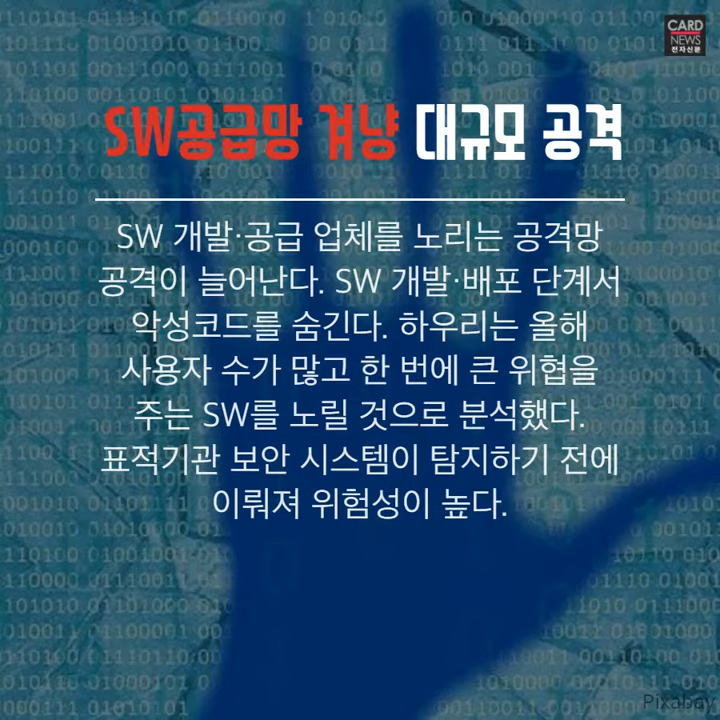 CARD
NEWS
전자신문
SW공급망 겨냥 대규모 공격
SW 개발·공급 업체를 노리는 공격망
공격이 늘어난다. SW 개발·배포 단계서
악성코드를 숨긴다. 하우리는 올해
사용자 수가 많고 한 번에 큰 위협을
주는 SW를 노릴 것으로 분석했다.
표적기관 보안 시스템이 탐지하기 전에
이뤄져 위험성이 높다.
Pixabay